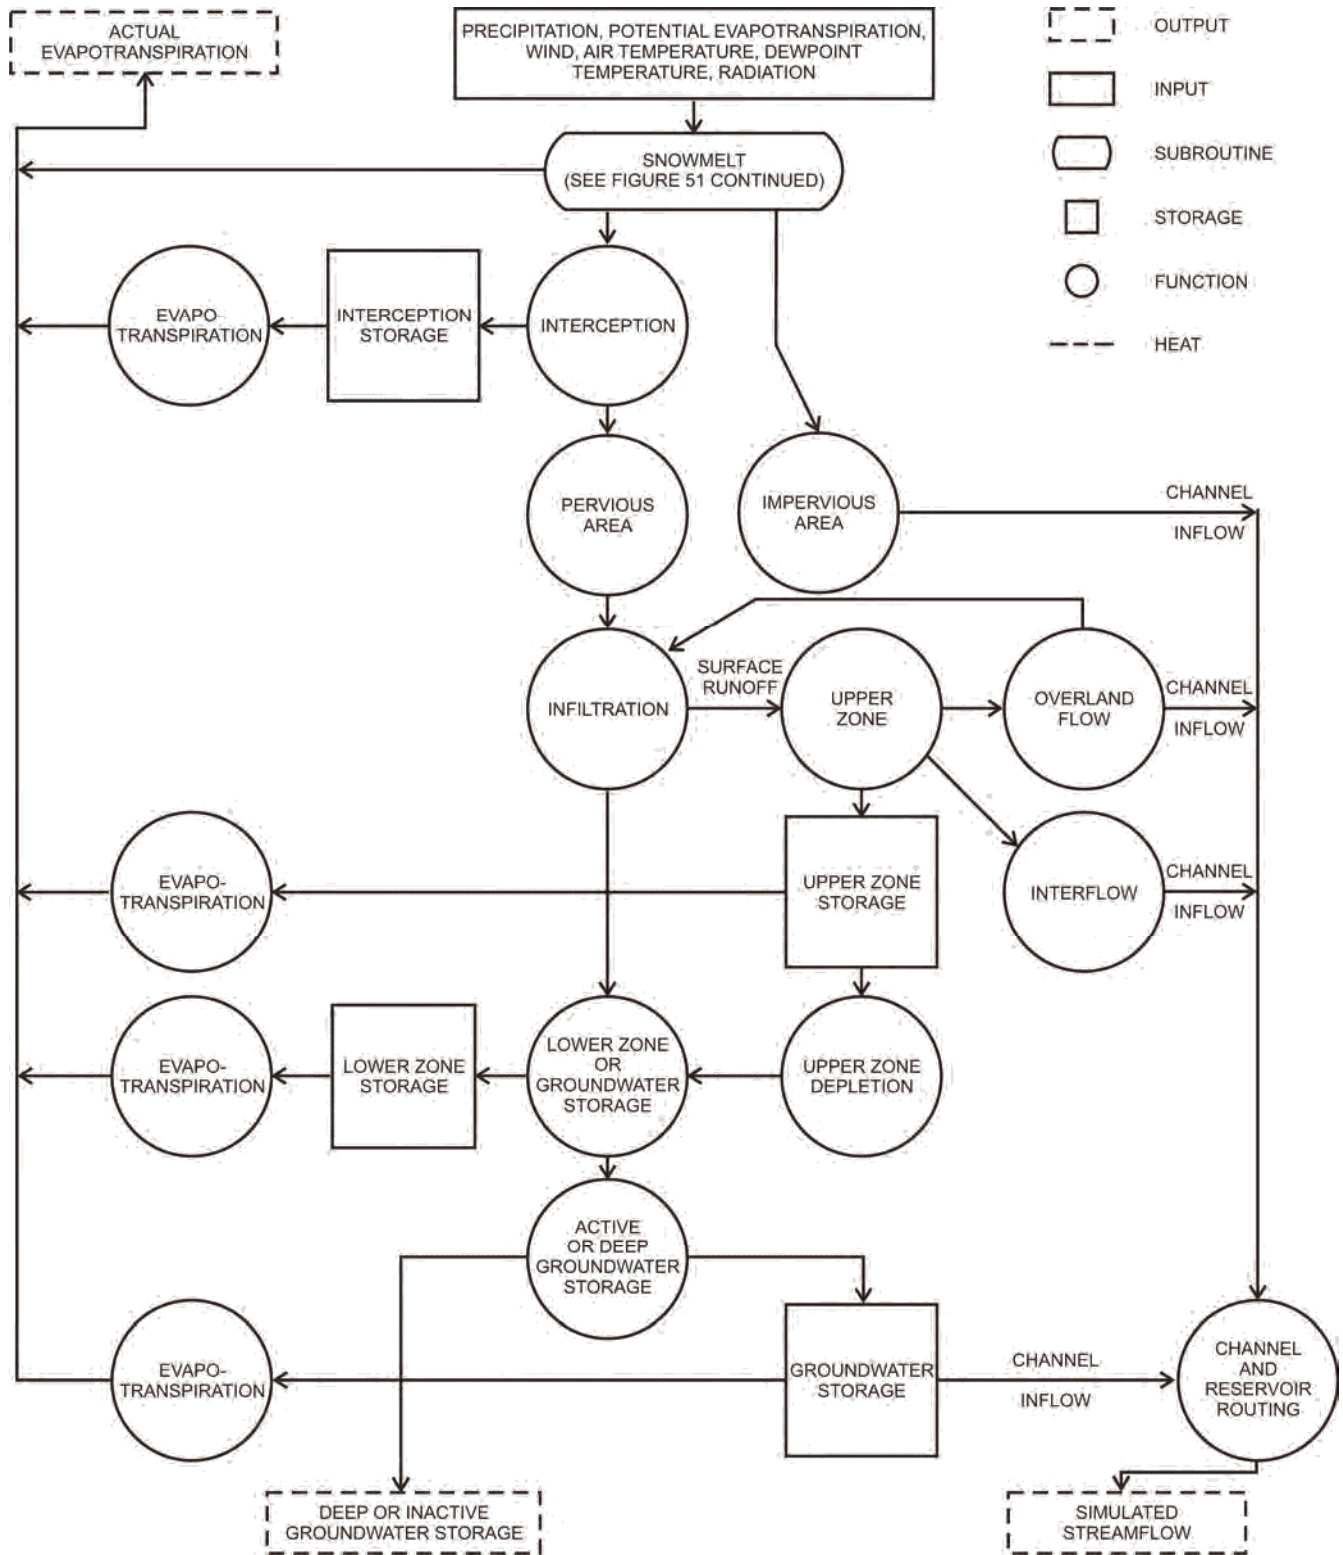 ACTUAL
EVAPOTRANSPIRATION
PRECIPITATION, POTENTIAL EVAPOTRANSPIRATION,
WIND, AIR TEMPERATURE, DEWPOINT
TEMPERATURE, RADIATION
OUTPUT
INPUT
SUBROUTINE
STORAGE
FUNCTION
HEAT
SNOWMELT
(SEE FIGURE 51 CONTINUED)
EVAPO-
TRANSPIRATION
INTERCEPTION
STORAGE
INTERCEPTION
PERVIOUS
AREA
IMPERVIOUS
AREA
CHANNEL
INFLOW
INFILTRATION
SURFACE
RUNOFF
UPPER
ZONE
OVERLAND
FLOW
CHANNEL
INFLOW
EVAPO-
TRANSPIRATION
UPPER ZONE
STORAGE
INTERFLOW
CHANNEL
INFLOW
EVAPO-
TRANSPIRATION
LOWER ZONE
STORAGE
LOWER ZONE
OR
GROUNDWATER
STORAGE
UPPER ZONE
DEPLETION
ACTIVE
OR DEEP
GROUNDWATER
STORAGE
EVAPO-
TRANSPIRATION
GROUNDWATER
STORAGE
CHANNEL
INFLOW
CHANNEL
AND
RESERVOIR
ROUTING
DEEP OR INACTIVE
GROUNDWATER STORAGE
SIMULATED
STREAMFLOW